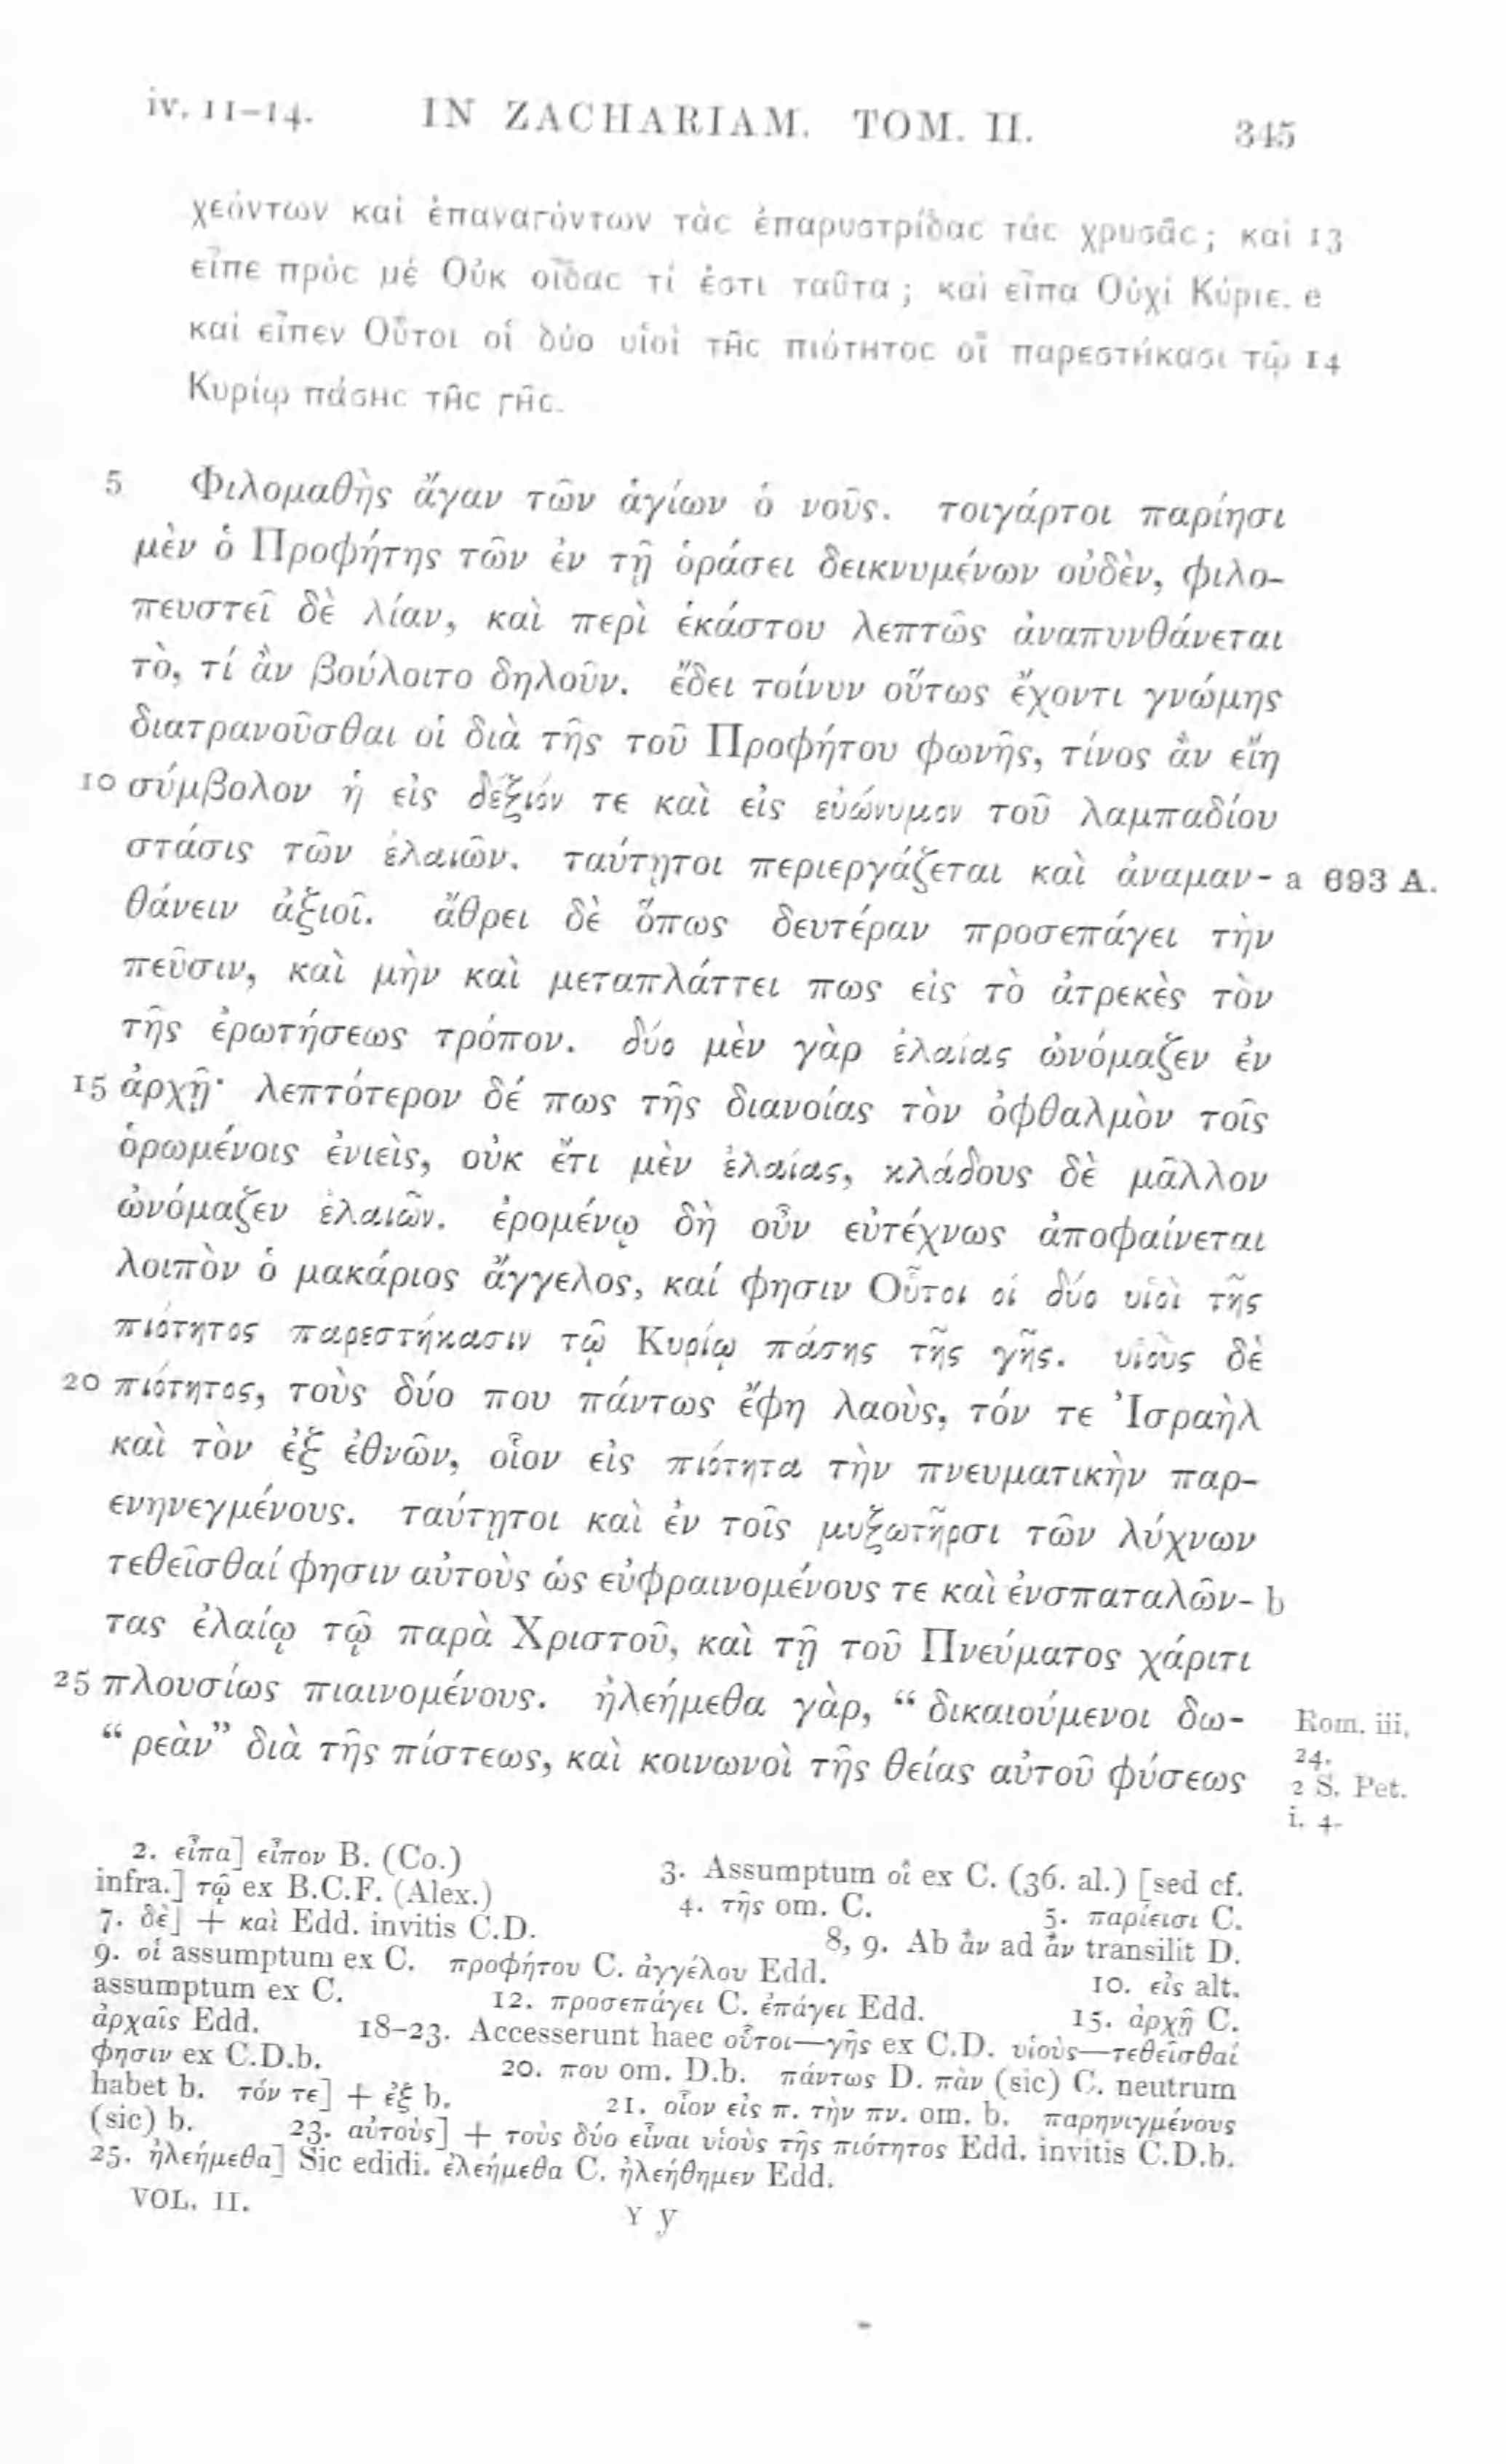 iv. 11–14. IN ZACHARIAM. TOM. II. 345
χεόντων καὶ ἐπαναγόντων τὰς ἐπαρυστρίδας τὰς χρυσᾶς; καὶ 13
εἶπε πρὸς μέ Οὐκ οἶδας τί ἐστι ταῦτα; καὶ εἶπα Οὐχὶ Κύριε. e
καὶ εἶπεν Οὗτοι οἱ δύο υἱοὶ τῆς πιότητος οἳ παρεστήκασι τῷ 14
Κυρίῳ πάσης τῆς γῆς.
5 Φιλομαθὴς ἄγαν τῶν ἁγίων ὁ νοῦς. τοιγάρτοι παρίησι
μὲν ὁ Προφήτης τῶν ἐν τῇ ὁράσει δεικνυμένων οὐδὲν, φιλο-
πευστεῖ δὲ λίαν, καὶ περὶ ἑκάστου λεπτῶς ἀναπυνθάνεται
τὸ, τί ἂν βούλοιτο δηλοῦν. ἔδει τοίνυν οὕτως ἔχοντι γνώμης
διατρανοῦσθαι οἱ διὰ τῆς τοῦ Προφήτου φωνῆς, τίνος ἂν εἴη
10 σύμβολον ἡ εἰς δέξιόν τε καὶ εἰς εὐώνυμον τοῦ λαμπαδίου
στάσις τῶν ἐλαιῶν. ταύτῃτοι περιεργάζεται καὶ ἀναμαν- a 693 A.
θάνειν ἀξιοῖ. ἄθρει δὲ ὅπως δευτέραν προσεπάγει τὴν
πεῦσιν, καὶ μὴν καὶ μεταπλάττει πως εἰς τὸ ἀτρεκὲς τὸν
τῆς ἐρωτήσεως τρόπον. δύο μὲν γὰρ ἐλαίας ὠνόμαζεν ἐν
15 ἀρχῇ· λεπτότερον δέ πως τῆς διανοίας τὸν ὀφθαλμὸν τοῖς
ὁρωμένοις ἐνιεὶς, οὐκ ἔτι μὲν ἐλαίας, κλάδους δὲ μᾶλλον
ὠνόμαζεν ἐλαιῶν. ἐρομένῳ δὴ οὖν εὐτέχνως ἀποφαίνεται
λοιπὸν ὁ μακάριος ἄγγελος, καί φησιν Οὗτοι οἱ δύο υἱοὶ τῆς
πιότητος παρεστήκασιν τῷ Κυρίῳ πάσης τῆς γῆς. υἱοὺς δὲ
20 πιότητος, τοὺς δύο που πάντως ἔφη λαοὺς, τόν τε Ἰσραὴλ
καὶ τὸν ἐξ ἐθνῶν, οἷον εἰς πιότητα τὴν πνευματικὴν παρ-
ενηνεγμένους. ταύτῃτοι καὶ ἐν τοῖς μυξωτῆρσι τῶν λύχνων
τεθεῖσθαί φησιν αὐτοὺς ὡς εὐφραινομένους τε καὶ ἐνσπαταλῶν- b
τας ἐλαίῳ τῷ παρὰ Χριστοῦ, καὶ τῇ τοῦ Πνεύματος χάριτι
25 πλουσίως πιαινομένους. ἠλεήμεθα γὰρ, “ δικαιούμενοι δω- Rom. iii.
“ ρεὰν” διὰ τῆς πίστεως, καὶ κοινωνοὶ τῆς θείας αὐτοῦ φύσεως 24.
2 S. Pet.
i. 4.
2. εἶπα] εἶπον B. (Co.) 3. Assumptum οἳ ex C. (36. al.) [sed cf.
infra.] τῷ ex B.C.F. (Alex.) 4. τῆς om. C. 5. παρίεισι C.
7. δὲ] + καὶ Edd. invitis C.D. 8, 9. Ab ἂν ad ἂν transilit D.
9. οἱ assumptum ex C. προφήτου C. ἀγγέλου Edd. 10. εἰς alt.
assumptum ex C. 12. προσεπάγει C. ἐπάγει Edd. 15. ἀρχῇ C.
ἀρχαῖς Edd. 18–23. Accesserunt haec οὗτοι—γῆς ex C.D. υἱοὺς—τεθεῖσθαί
φησιν ex C.D.b. 20. που om. D.b. πάντως D. πὰν (sic) C. neutrum
habet b. τόν τε] + ἐξ b. 21. οἷον εἰς π. τὴν πν. om. b. παρηνιγμένους
(sic) b. 23. αὐτοὺς] + τοὺς δύο εἶναι υἱοὺς τῆς πιότητος Edd. invitis C.D.b.
25. ἠλεήμεθα] Sic edidi. ἐλεήμεθα C. ἠλεήθημεν Edd.
VOL. II. Y y